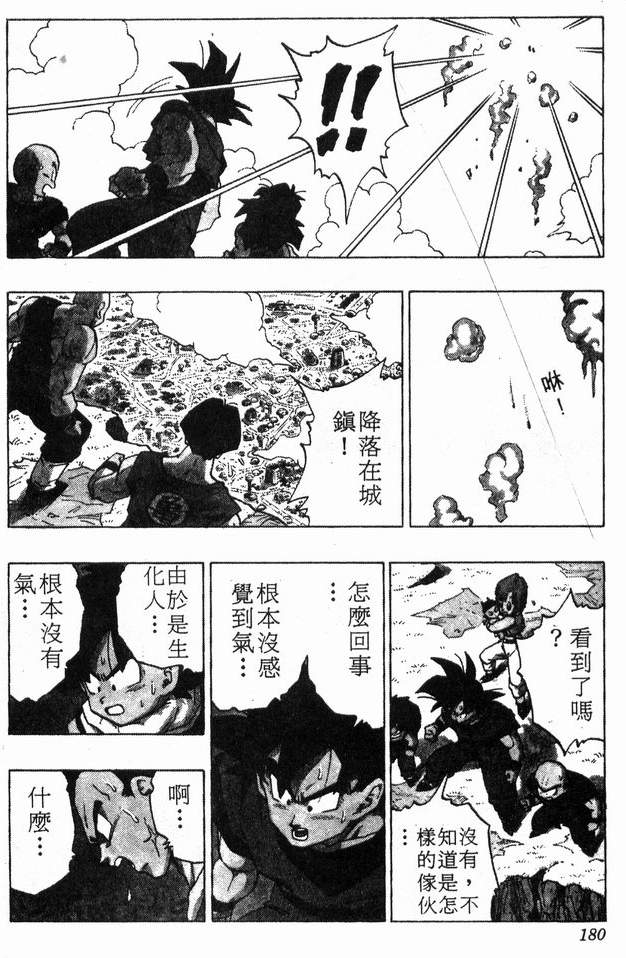 !!
降落在城
鎮!
看到了嗎
?
沒有,不
知道是怎
樣的傢伙
…
怎麼回事
…
根本沒感
覺到氣…
由於是生
化人…
根本沒有
氣…
啊…
什麼…
180